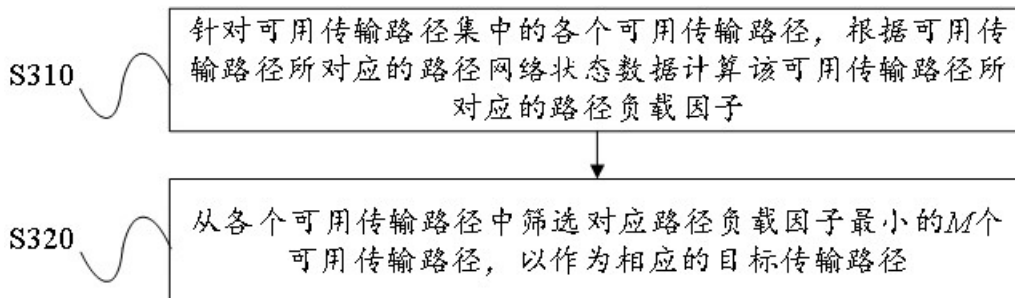 针对可用传输路径集中的各个可用传输路径，根据可用传
S310
输路径所对应的路径网络状态数据计算该可用传输路径所
对应的路径负载因子
从各个可用传输路径中筛选对应路径负载因子最小的M个
S320
可用传输路径，以作为相应的目标传输路径